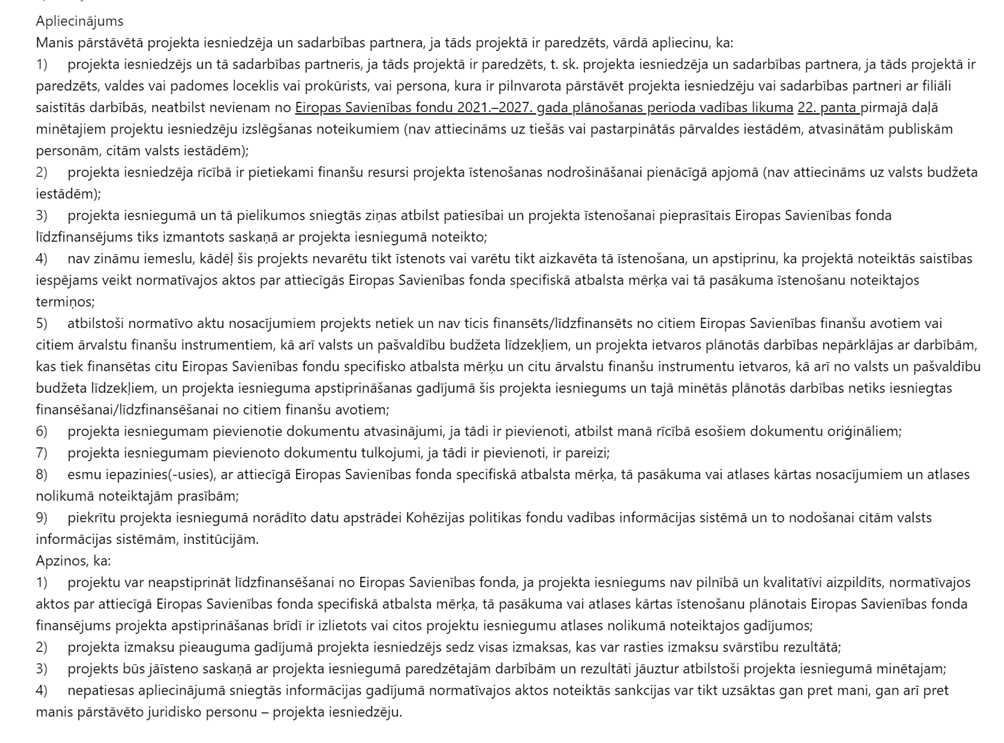 Apliecinājums
Manis pārstāvētā projekta iesniedzēja un sadarbības partnera, ja tāds projektā ir paredzēts, vārdā apliecinu, ka:
1) projekta iesniedzējs un tā sadarbības partneris, ja tāds projektā ir paredzēts, t. sk. projekta iesniedzēja un sadarbības partnera, ja tāds projektā ir
paredzēts, valdes vai padomes loceklis vai prokūrists, vai persona, kura ir pilnvarota pārstāvēt projekta iesniedzēju vai sadarbības partneri ar filiāli
saistītās darbībās, neatbilst nevienam no Eiropas Savienības fondu 2021.–2027. gada plānošanas perioda vadības likuma 22. panta pirmajā daļā
minētajiem projektu iesniedzēju izslēgšanas noteikumiem (nav attiecināms uz tiešās vai pastarpinātās pārvaldes iestādēm, atvasinātām publiskām
personām, citām valsts iestādēm);
2) projekta iesniedzēja rīcībā ir pietiekami finanšu resursi projekta īstenošanas nodrošināšanai pienācīgā apjomā (nav attiecināms uz valsts budžeta
iestādēm);
3) projekta iesniegumā un tā pielikumos sniegtās ziņas atbilst patiesībai un projekta īstenošanai pieprasītais Eiropas Savienības fonda
līdzfinansējums tiks izmantots saskaņā ar projekta iesniegumā noteikto;
4) nav zināmu iemeslu, kādēļ šis projekts nevarētu tikt īstenots vai varētu tikt aizkavēta tā īstenošana, un apstiprinu, ka projektā noteiktās saistības
iespējams veikt normatīvajos aktos par attiecīgās Eiropas Savienības fonda specifiskā atbalsta mērķa vai tā pasākuma īstenošanu noteiktajos
termiņos;
5) atbilstoši normatīvo aktu nosacījumiem projekts netiek un nav ticis finansēts/līdzfinansēts no citiem Eiropas Savienības finanšu avotiem vai
citiem ārvalstu finanšu instrumentiem, kā arī valsts un pašvaldību budžeta līdzekļiem, un projekta ietvaros plānotās darbības nepārklājas ar darbībām,
kas tiek finansētas citu Eiropas Savienības fondu specifisko atbalsta mērķu un citu ārvalstu finanšu instrumentu ietvaros, kā arī no valsts un pašvaldību
budžeta līdzekļiem, un projekta iesnieguma apstiprināšanas gadījumā šis projekta iesniegums un tajā minētās plānotās darbības netiks iesniegtas
finansēšanai/līdzfinansēšanai no citiem finanšu avotiem;
6) projekta iesniegumam pievienotie dokumentu atvasinājumi, ja tādi ir pievienoti, atbilst manā rīcībā esošiem dokumentu oriģināliem;
7) projekta iesniegumam pievienoto dokumentu tulkojumi, ja tādi ir pievienoti, ir pareizi;
8) esmu iepazinies(-usies), ar attiecīgā Eiropas Savienības fonda specifiskā atbalsta mērķa, tā pasākuma vai atlases kārtas nosacījumiem un atlases
nolikumā noteiktajām prasībām;
9) piekrītu projekta iesniegumā norādīto datu apstrādei Kohēzijas politikas fondu vadības informācijas sistēmā un to nodošanai citām valsts
informācijas sistēmām, institūcijām.
Apzinos, ka:
1) projektu var neapstiprināt līdzfinansēšanai no Eiropas Savienības fonda, ja projekta iesniegums nav pilnībā un kvalitatīvi aizpildīts, normatīvajos
aktos par attiecīgā Eiropas Savienības fonda specifiskā atbalsta mērķa, tā pasākuma vai atlases kārtas īstenošanu plānotais Eiropas Savienības fonda
finansējums projekta apstiprināšanas brīdī ir izlietots vai citos projektu iesniegumu atlases nolikumā noteiktajos gadījumos;
2) projekta izmaksu pieauguma gadījumā projekta iesniedzējs sedz visas izmaksas, kas var rasties izmaksu svārstību rezultātā;
3) projekts būs jāīsteno saskaņā ar projekta iesniegumā paredzētajām darbībām un rezultāti jāuztur atbilstoši projekta iesniegumā minētajam;
4) nepatiesas apliecinājumā sniegtās informācijas gadījumā normatīvajos aktos noteiktās sankcijas var tikt uzsāktas gan pret mani, gan arī pret
manis pārstāvēto juridisko personu – projekta iesniedzēju.